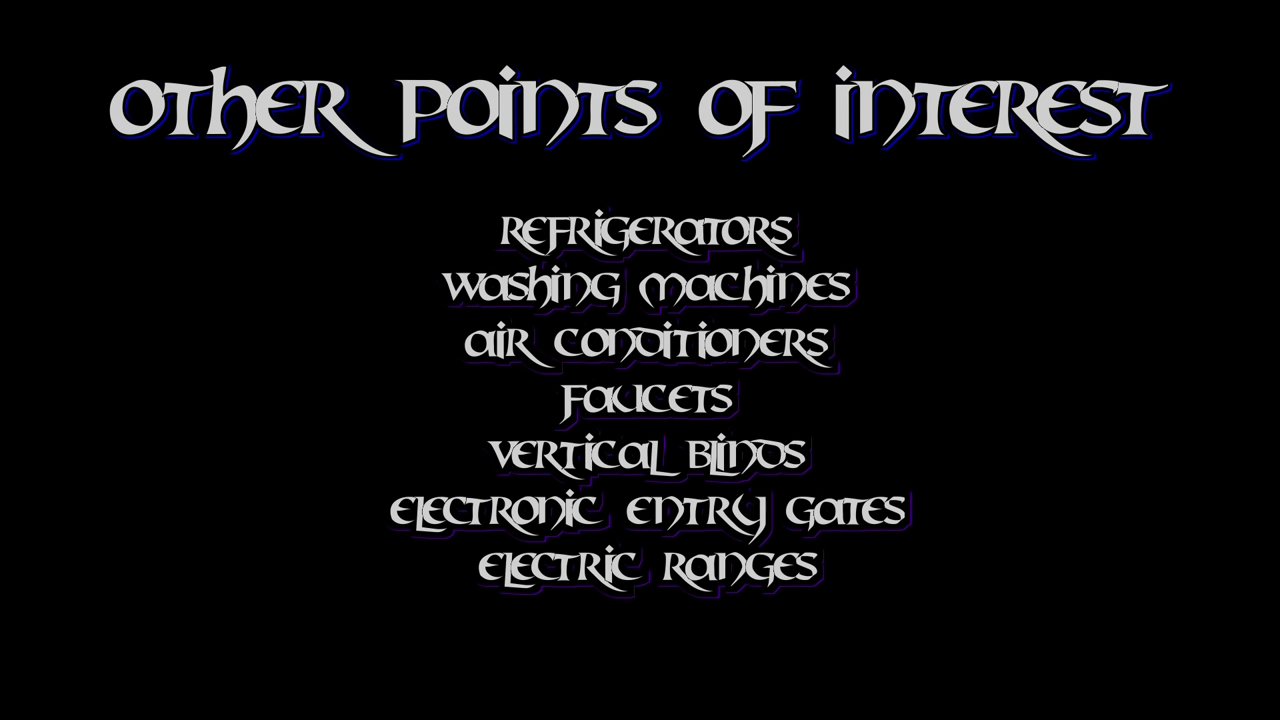 Other Points of Interest
Refrigerators
Washing Machines
Air Conditioners
Faucets
Vertical Blinds
Electronic Entry Gates
Electric Ranges